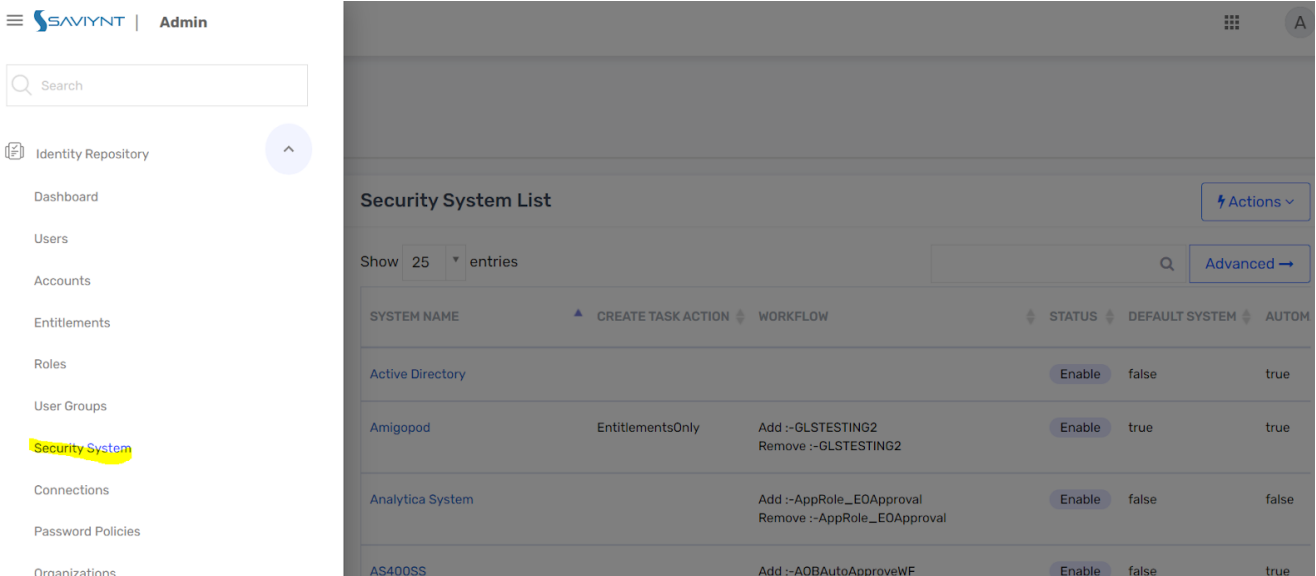 SAVIYNT | Admin
A
Search
Identity Repository
Dashboard
Users
Accounts
Entitlements
Roles
User Groups
Security System
Connections
Password Policies
Organizations
Security System List
Actions
Show 25 entries
Advanced
SYSTEM NAME CREATE TASK ACTION WORKFLOW STATUS DEFAULT SYSTEM AUTOM
Active Directory Enable false true
Amigopod EntitlementsOnly Add :-GLSTESTING2 Enable true true
Remove :-GLSTESTING2
Analytica System Add :-AppRole_EOApproval Enable false false
Remove :-AppRole_EOApproval
AS400SS Add :-AOBAutoApproveWF Enable false true